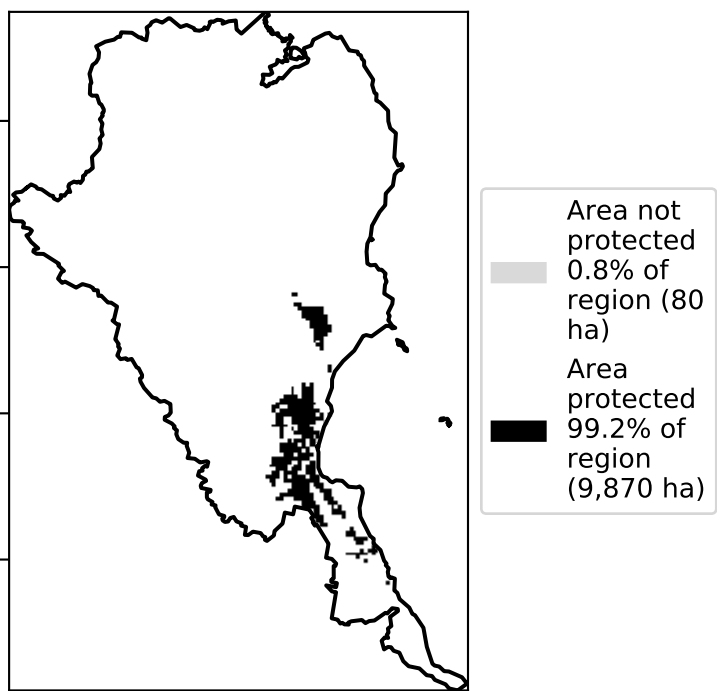 Area not
protected
0.8% of
region (80
ha)
Area
protected
99.2% of
region
(9,870 ha)